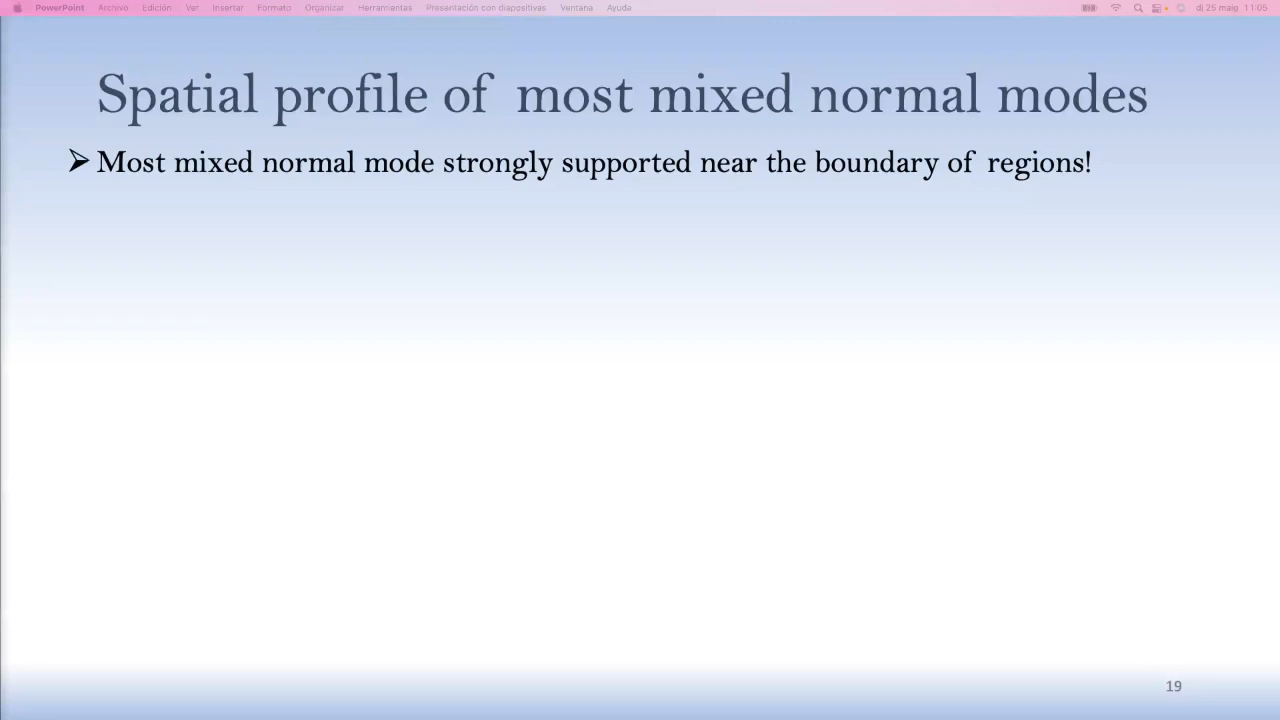 PowerPoint Archivo Edición Ver Insertar Formato Organizar Herramientas Presentación con diapositivas Ventana Ayuda dj 25 maig 11:05
Spatial profile of most mixed normal modes
➢ Most mixed normal mode strongly supported near the boundary of regions!
19